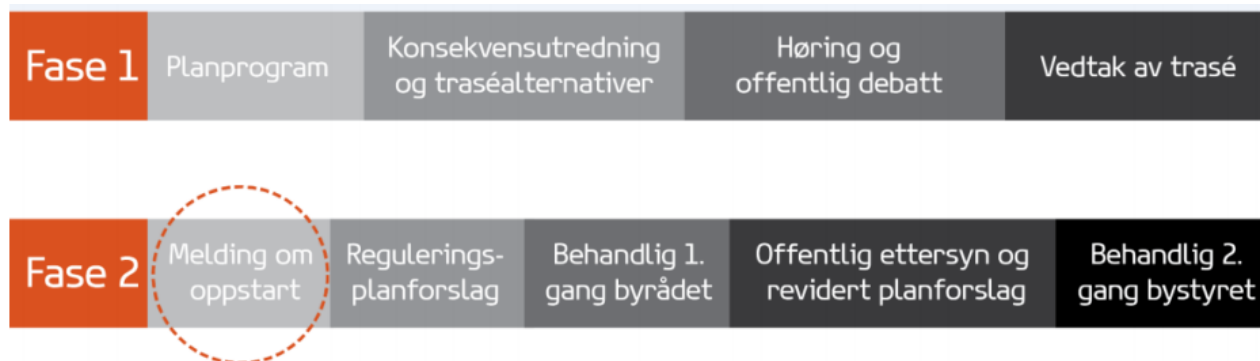 Fase 1
Planprogram
Konsekvensutredning
og traséalternativer
Høring og
offentlig debatt
Vedtak av trasé
Fase 2
Melding om
oppstart
Regulerings-
planforslag
Behandlig 1.
gang byrådet
Offentlig ettersyn og
revidert planforslag
Behandlig 2.
gang bystyret